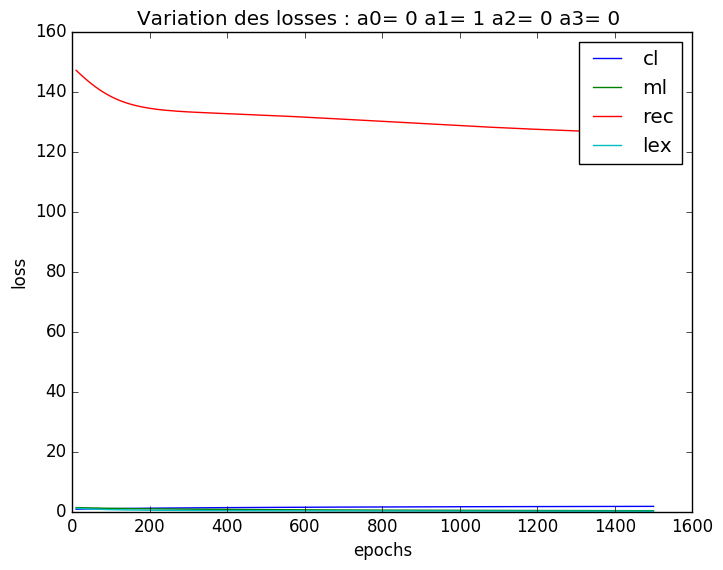 Variation des losses : a0= 0 a1= 1 a2= 0 a3= 0
160
140
120
100
80
60
40
20
0
loss
cl
ml
rec
lex
0 200 400 600 800 1000 1200 1400 1600
epochs